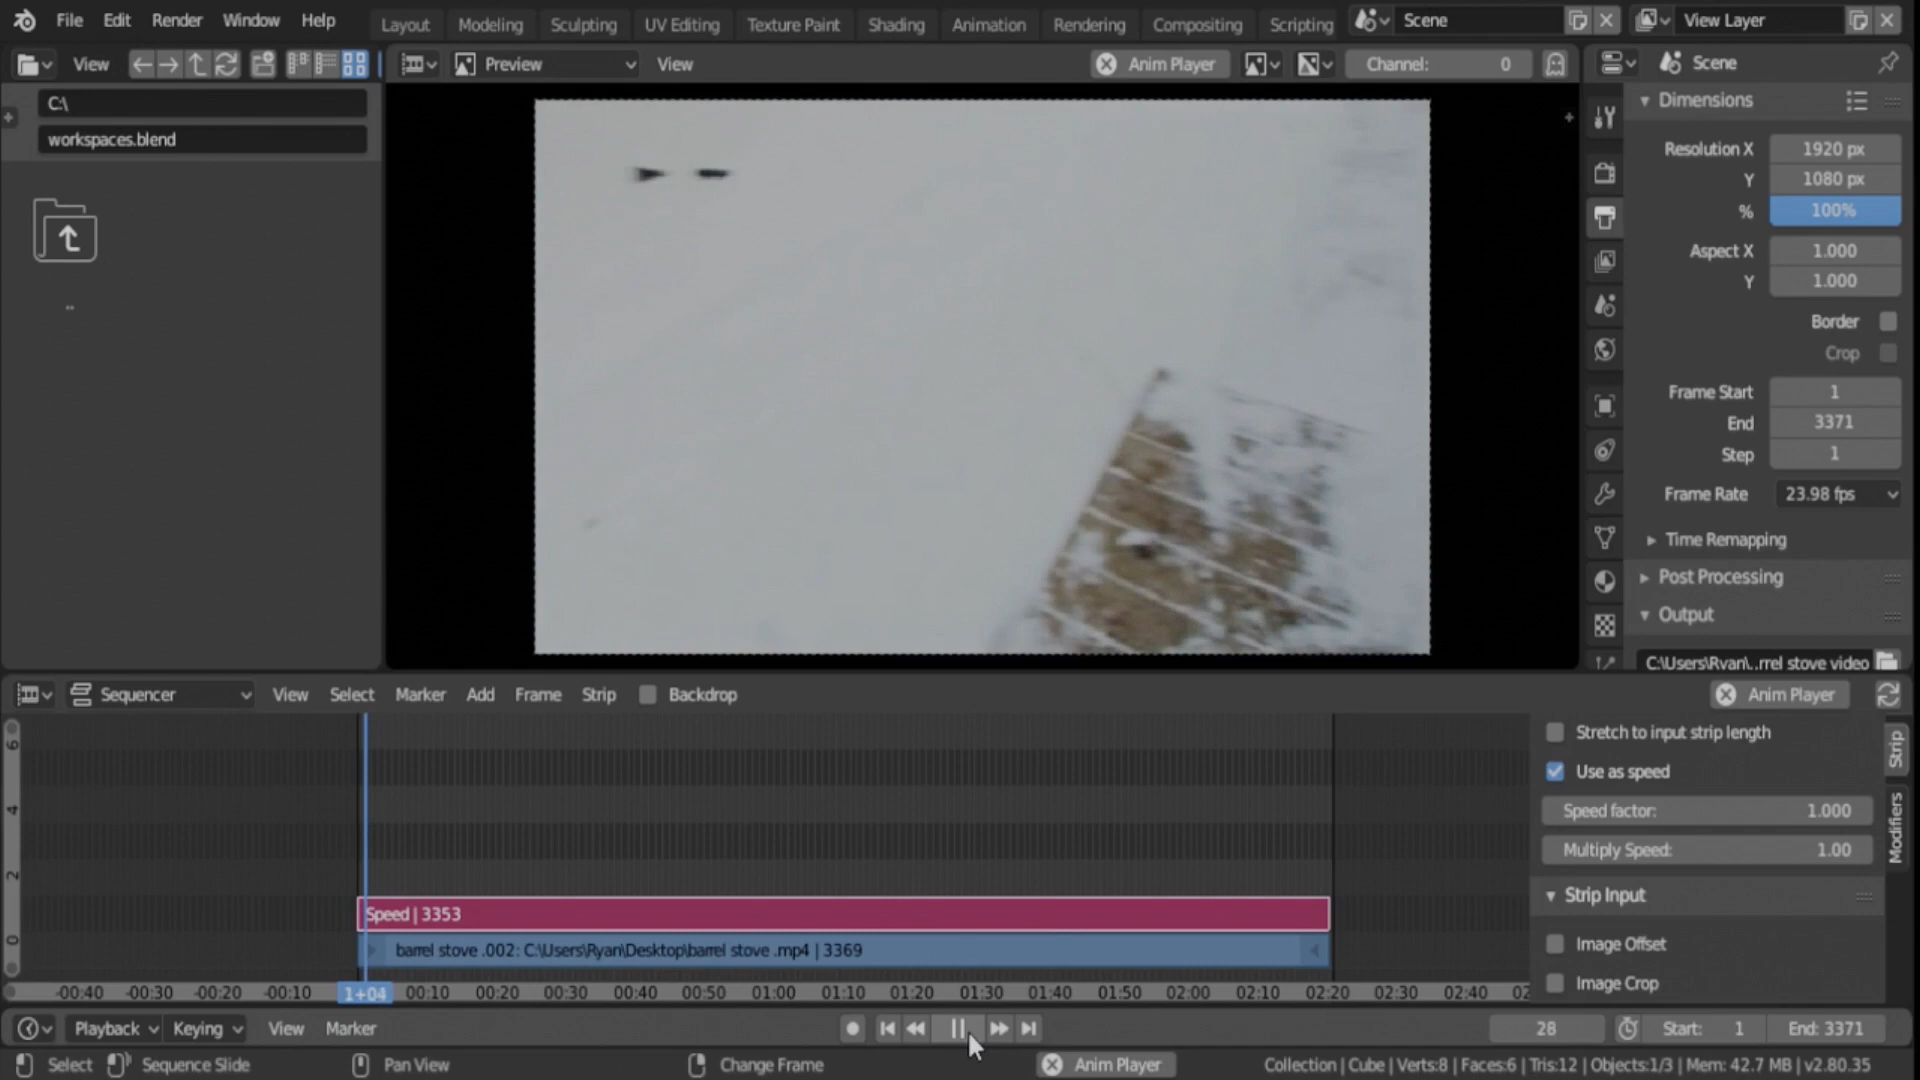 File Edit Render Window Help Layout Modeling Sculpting UV Editing Texture Paint Shading Animation Rendering Compositing Scripting Scene View Layer
View Preview View Anim Player Channel: 0 Scene
C:\
workspaces.blend
..
Dimensions
Resolution X 1920 px
Y 1080 px
% 100%
Aspect X 1.000
Y 1.000
Border
Crop
Frame Start 1
End 3371
Step 1
Frame Rate 23.98 fps
Time Remapping
Post Processing
Output
C:\Users\Ryan\..rrel stove video
Sequencer View Select Marker Add Frame Strip Backdrop Anim Player
6
4
2
0
Speed | 3353
barrel stove .002: C:\Users\Ryan\Desktop\barrel stove .mp4 | 3369
-00:40 -00:30 -00:20 -00:10 1+04 00:10 00:20 00:30 00:40 00:50 01:00 01:10 01:20 01:30 01:40 01:50 02:00 02:10 02:20 02:30 02:40
Stretch to input strip length
Use as speed
Speed factor: 1.000
Multiply Speed: 1.00
Strip Input
Image Offset
Image Crop
Strip
Modifiers
Playback Keying View Marker 28 Start: 1 End: 3371
Select Sequence Slide Pan View Change Frame Anim Player Collection | Cube | Verts:8 | Faces:6 | Tris:12 | Objects:1/3 | Mem: 42.7 MB | v2.80.35